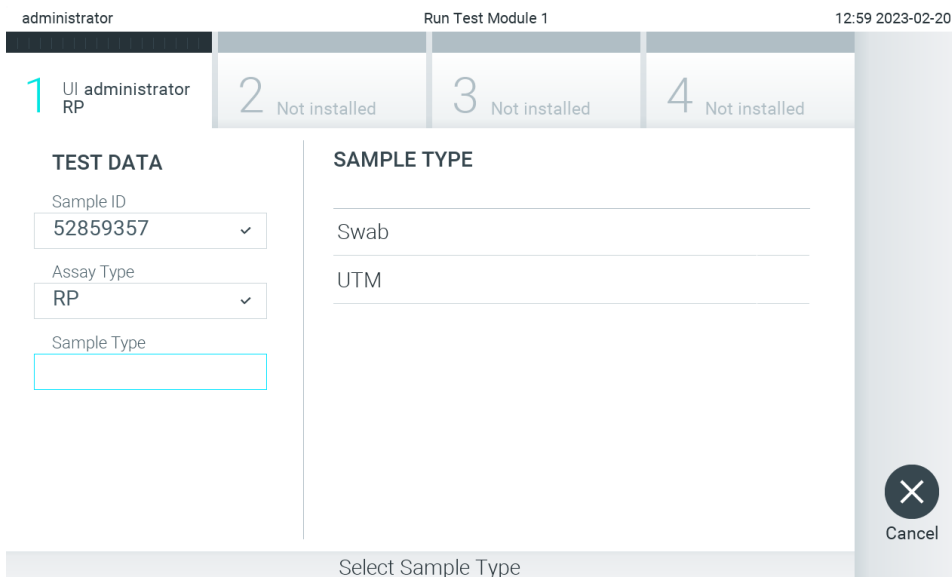 administrator
Run Test Module 1
12:59 2023-02-20
1 UI administrator
RP
2 Not installed
3 Not installed
4 Not installed
TEST DATA
Sample ID
52859357
Assay Type
RP
Sample Type
SAMPLE TYPE
Swab
UTM
Cancel
Select Sample Type